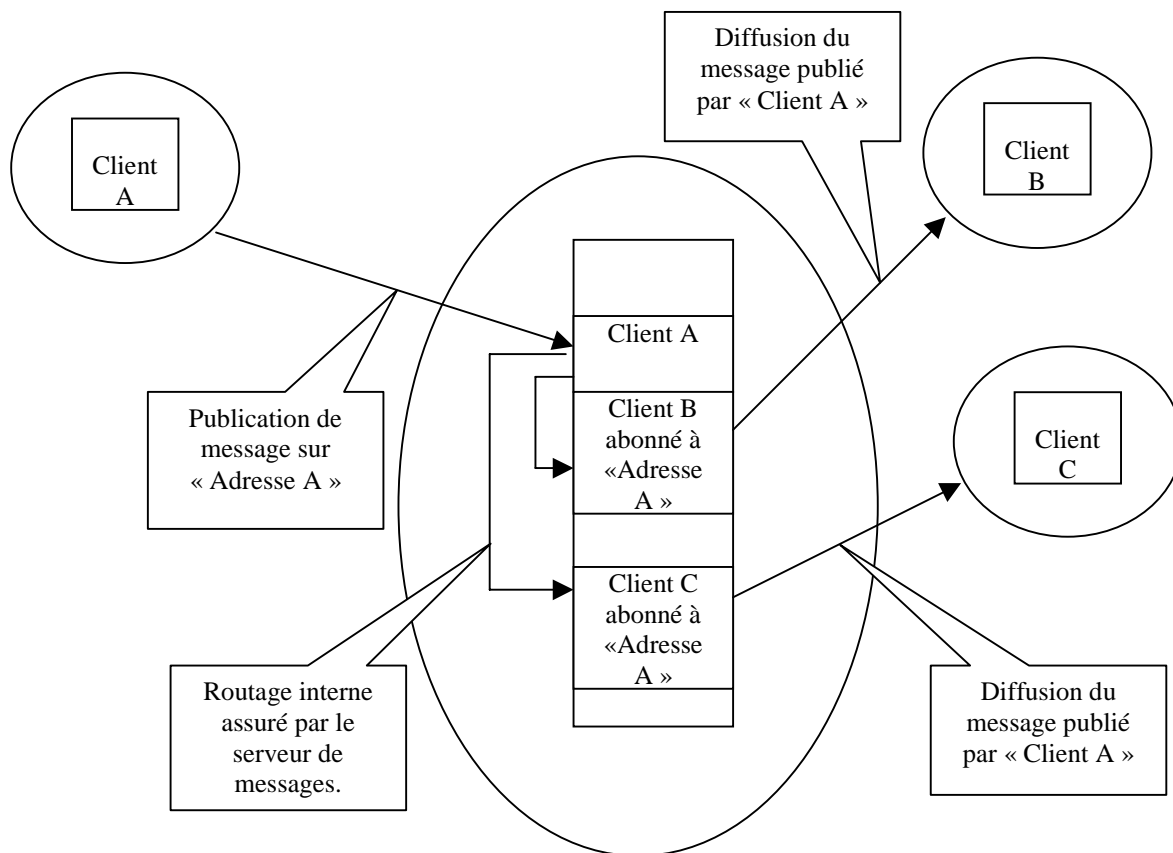 Diffusion du
message publié
par « Client A »
Client
A
Client
B
Client A
Publication de
message sur
« Adresse A »
Client B
abonné à
«Adresse
A »
Client
C
Client C
abonné à
«Adresse
A »
Routage interne
assuré par le
serveur de
messages.
Diffusion du
message publié
par « Client A »